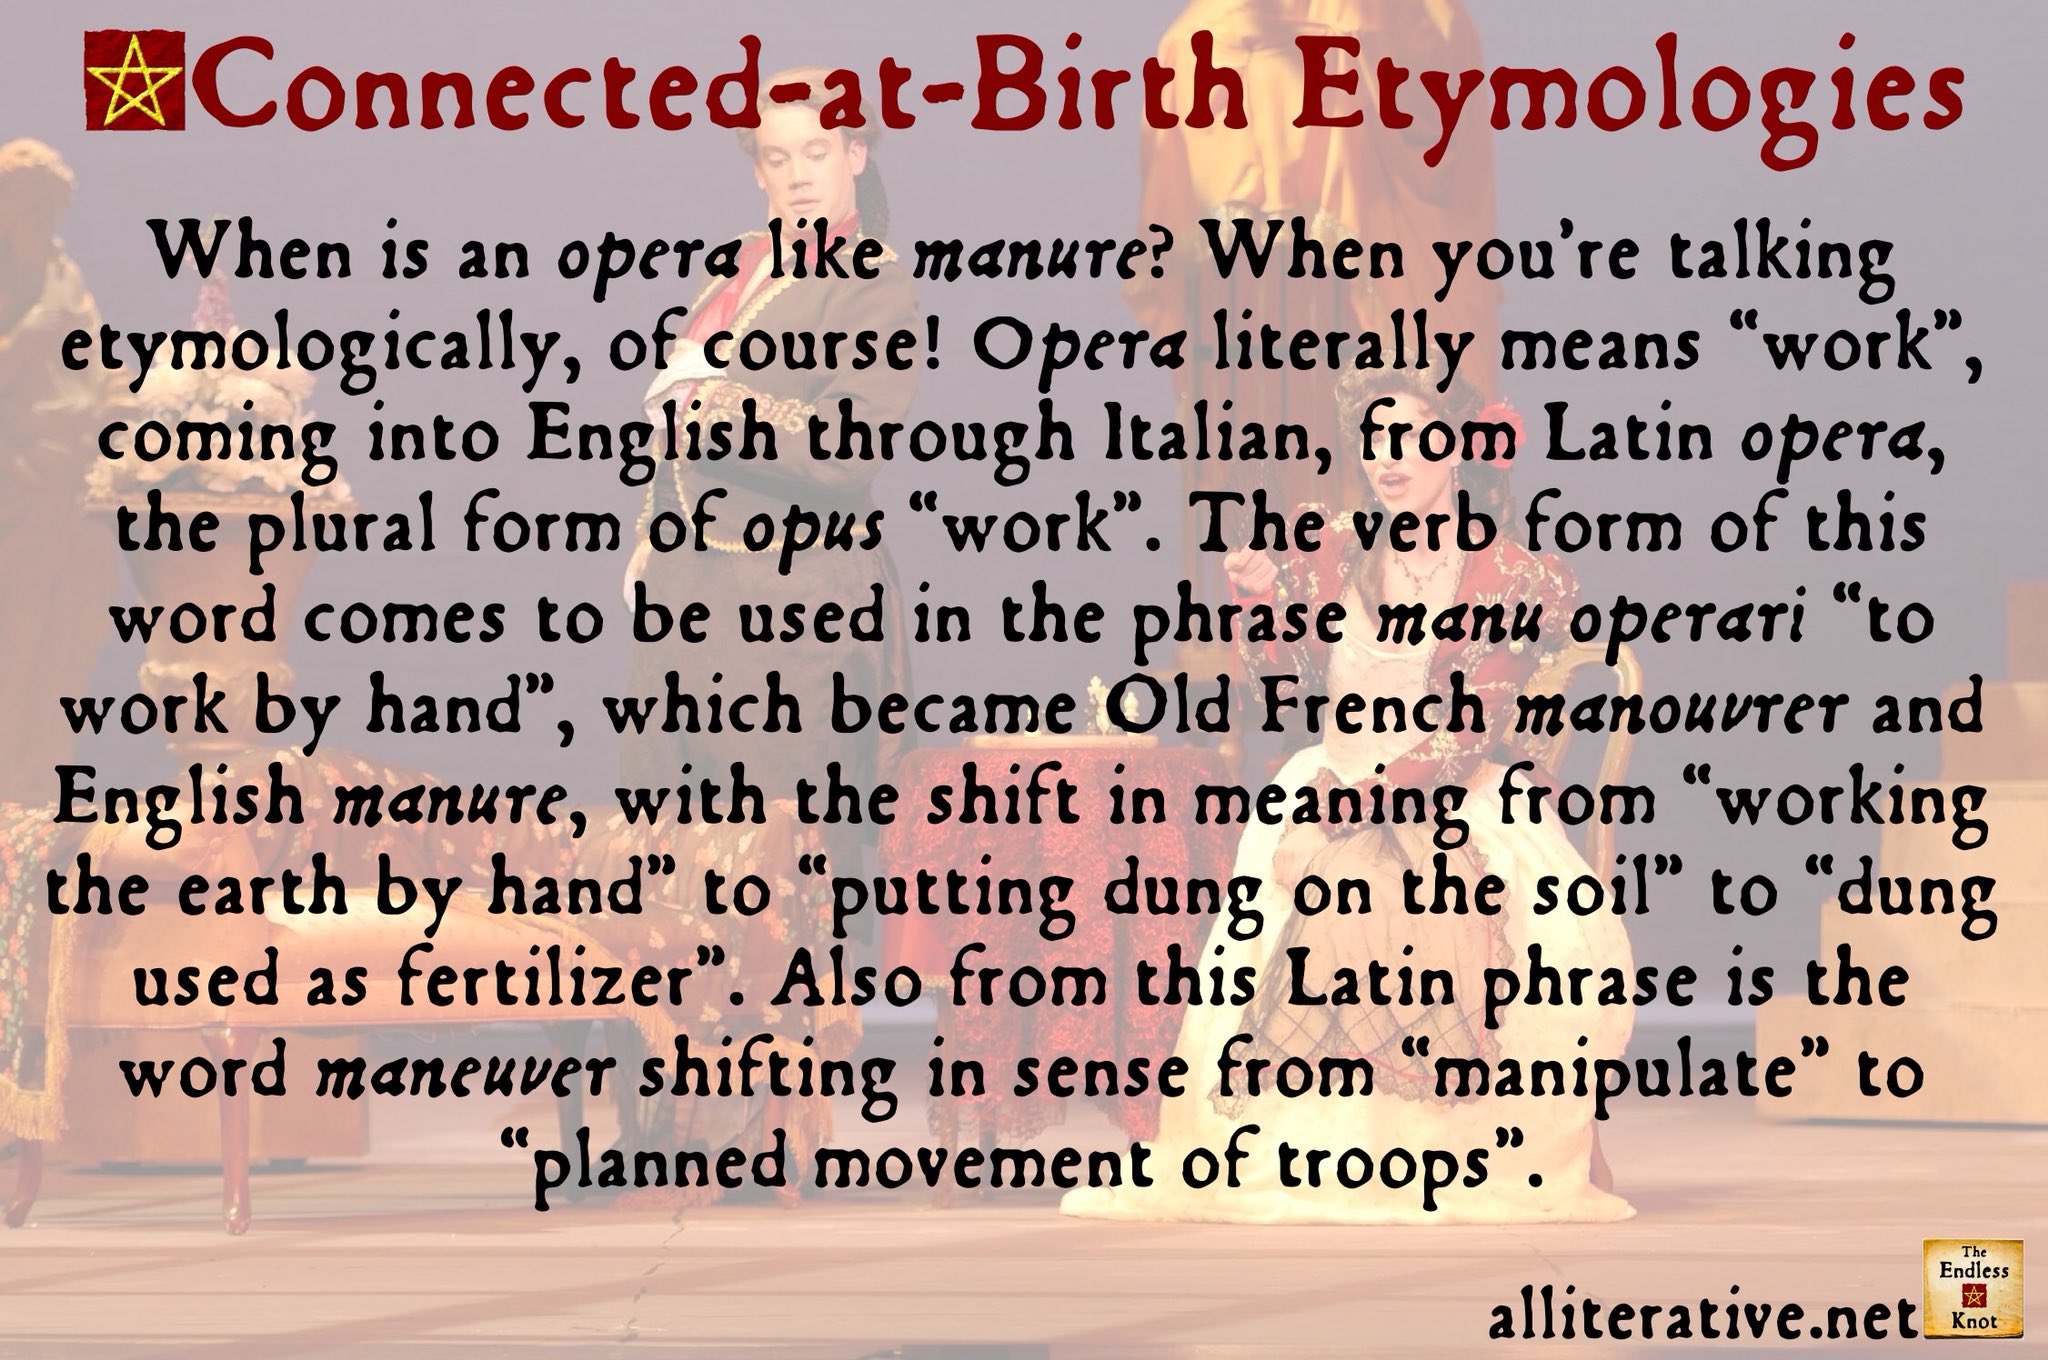 Connected-at-Birth Etymologies
When is an opera like manure? When you're talking
etymologically, of course! Opera literally means “work”,
coming into English through Italian, from Latin opera,
the plural form of opus “work”. The verb form of this
word comes to be used in the phrase manu operari “to
work by hand”, which became Old French manouvrer and
English manure, with the shift in meaning from “working
the earth by hand” to “putting dung on the soil” to “dung
used as fertilizer”. Also from this Latin phrase is the
word maneuver shifting in sense from “manipulate” to
“planned movement of troops”.
alliterative.net
The
Endless
Knot